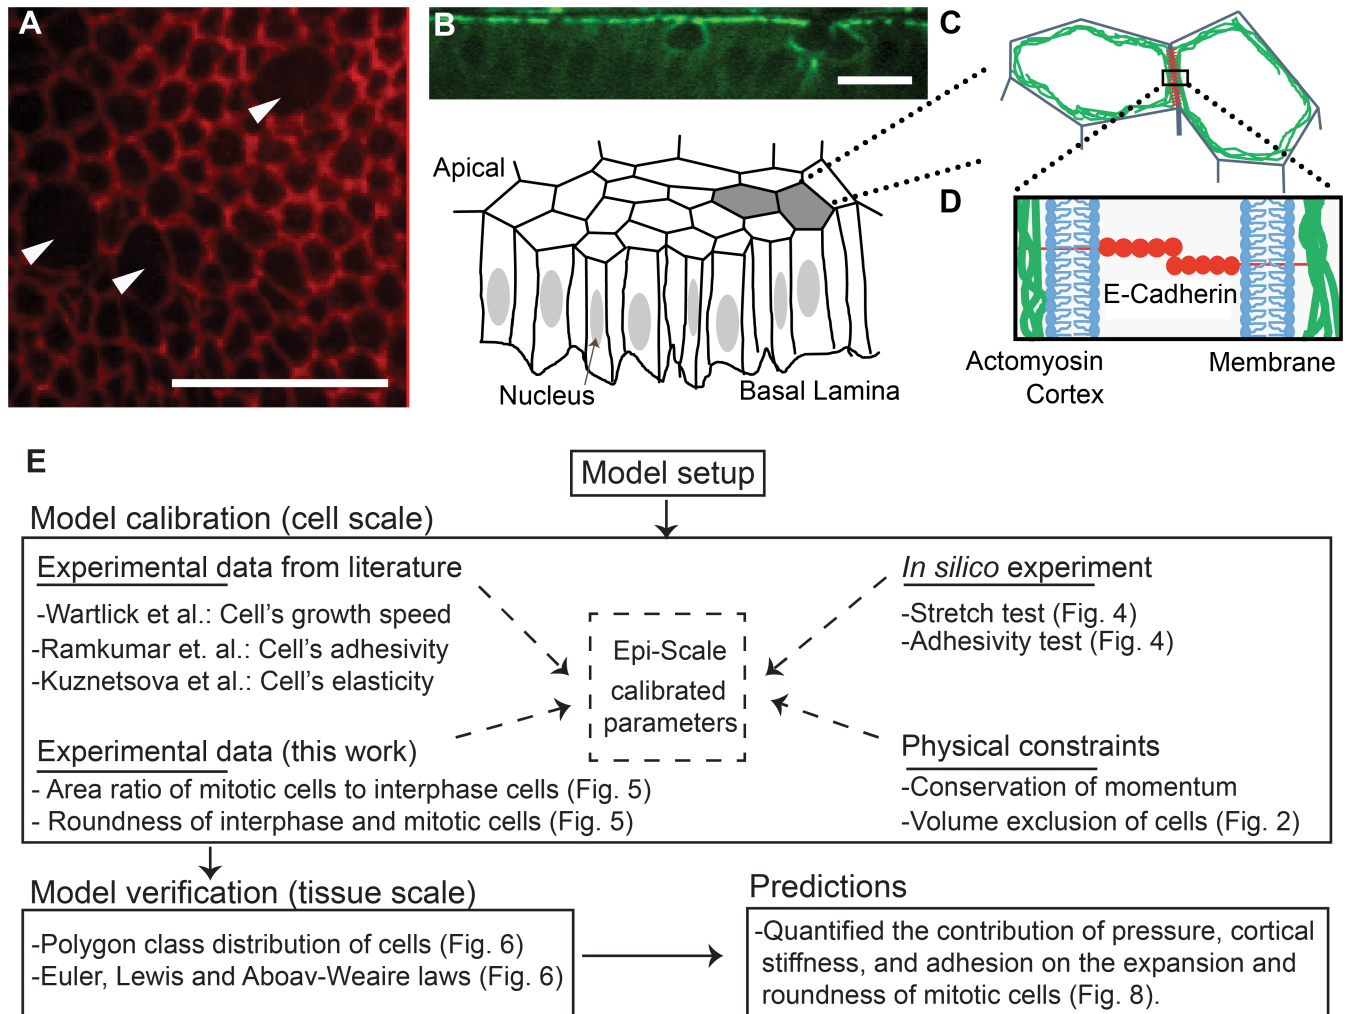 A
B
C
Apical
D
E-Cadherin
Actomyosin
Cortex
Membrane
Nucleus
Basal Lamina
E
Model setup
Model calibration (cell scale)
Experimental data from literature
-Wartlick et al.: Cell's growth speed
-Ramkumar et. al.: Cell's adhesivity
-Kuznetsova et al.: Cell's elasticity
Experimental data (this work)
- Area ratio of mitotic cells to interphase cells (Fig. 5)
- Roundness of interphase and mitotic cells (Fig. 5)
Epi-Scale
calibrated
parameters
In silico experiment
-Stretch test (Fig. 4)
-Adhesivity test (Fig. 4)
Physical constraints
-Conservation of momentum
-Volume exclusion of cells (Fig. 2)
Model verification (tissue scale)
-Polygon class distribution of cells (Fig. 6)
-Euler, Lewis and Aboav-Weaire laws (Fig. 6)
Predictions
-Quantified the contribution of pressure, cortical
stiffness, and adhesion on the expansion and
roundness of mitotic cells (Fig. 8).